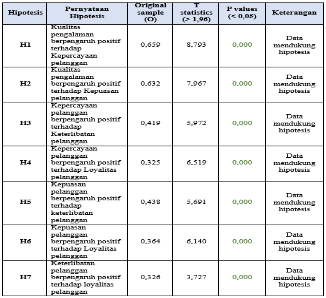 Hipotesis Pernyataan Hipotesis Original sample (O) T statistics (> 1,96) P values (< 0,05) Keterangan
H1 Kualitas pengalaman berpengaruh positif terhadap Kepercayaan pelanggan 0,659 8,793 0,000 Data mendukung hipotesis
H2 Kualitas pengalaman berpengaruh positif terhadap Kepuasan pelanggan 0,632 7,967 0,000 Data mendukung hipotesis
H3 Kepercayaan pelanggan berpengaruh positif terhadap Keterlibatan pelanggan 0,419 5,972 0,000 Data mendukung hipotesis
H4 Kepercayaan pelanggan berpengaruh positif terhadap Loyalitas pelanggan 0,325 6,519 0,000 Data mendukung hipotesis
H5 Kepuasan pelanggan berpengaruh positif terhadap keterlibatan pelanggan 0,438 5,691 0,000 Data mendukung hipotesis
H6 Kepuasan pelanggan berpengaruh positif terhadap Loyalitas pelanggan 0,364 6,140 0,000 Data mendukung hipotesis
H7 Keterlibatan pelanggan berpengaruh positif terhadap loyalitas pelanggan 0,326 3,727 0,000 Data mendukung hipotesis